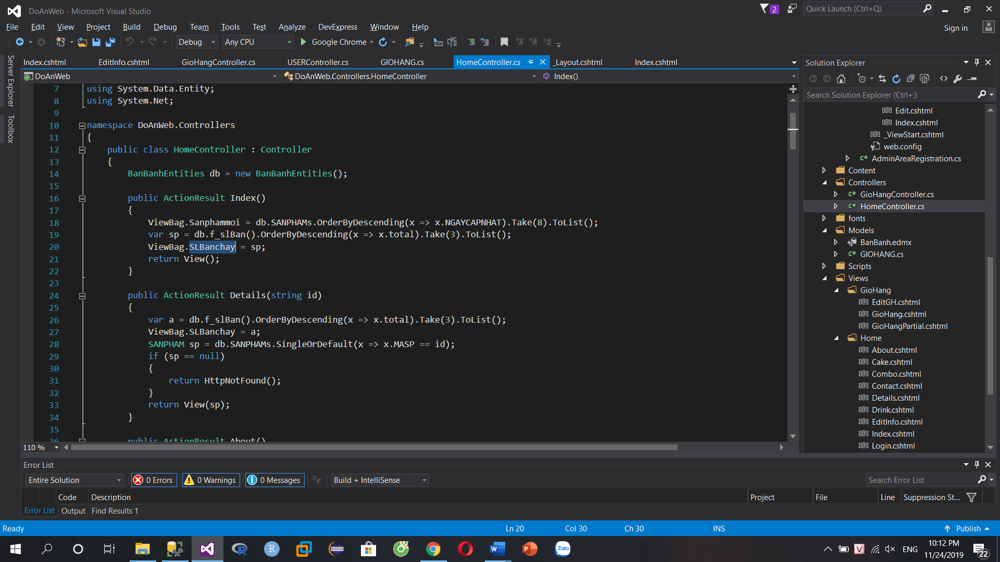 DoAnWeb - Microsoft Visual Studio
2
Quick Launch (Ctrl+Q)
File Edit View Project Build Debug Team Tools Test Analyze DevExpress Window Help
Sign in
Debug Any CPU Google Chrome
Server Explorer
Toolbox
Index.cshtml EditInfo.cshtml GioHangController.cs USERController.cs GIOHANG.cs HomeController.cs _Layout.cshtml Index.cshtml
DoAnWeb DoAnWeb.Controllers.HomeController Index()
7 using System.Data.Entity;
8 using System.Net;
9
10 namespace DoAnWeb.Controllers
11 {
12 public class HomeController : Controller
13 {
14 BanBanhEntities db = new BanBanhEntities();
15
16 public ActionResult Index()
17 {
18 ViewBag.Sanphammoi = db.SANPHAMs.OrderByDescending(x => x.NGAYCAPNHAT).Take(8).ToList();
19 var sp = db.f_slBan().OrderByDescending(x => x.total).Take(3).ToList();
20 ViewBag.SLBanchay = sp;
21 return View();
22 }
23
24 public ActionResult Details(string id)
25 {
26 var a = db.f_slBan().OrderByDescending(x => x.total).Take(3).ToList();
27 ViewBag.SLBanchay = a;
28 SANPHAM sp = db.SANPHAMs.SingleOrDefault(x => x.MASP == id);
29 if (sp == null)
30 {
31 return HttpNotFound();
32 }
33 return View(sp);
34 }
35
36 public ActionResult About()
110 %
Solution Explorer
Search Solution Explorer (Ctrl+;)
Edit.cshtml
Index.cshtml
_ViewStart.cshtml
web.config
C# AdminAreaRegistration.cs
Content
Controllers
C# GioHangController.cs
C# HomeController.cs
fonts
Models
BanBanh.edmx
C# GIOHANG.cs
Scripts
Views
GioHang
EditGH.cshtml
GioHang.cshtml
GioHangPartial.cshtml
Home
About.cshtml
Cake.cshtml
Combo.cshtml
Contact.cshtml
Details.cshtml
Drink.cshtml
EditInfo.cshtml
Index.cshtml
Login.cshtml
Error List
Entire Solution 0 Errors 0 Warnings 0 Messages Build + IntelliSense Search Error List
Code Description Project File Line Suppression St...
Error List Output Find Results 1
Ready Ln 20 Col 30 Ch 30 INS Publish
Zalo
ENG
10:12 PM
11/24/2019
22